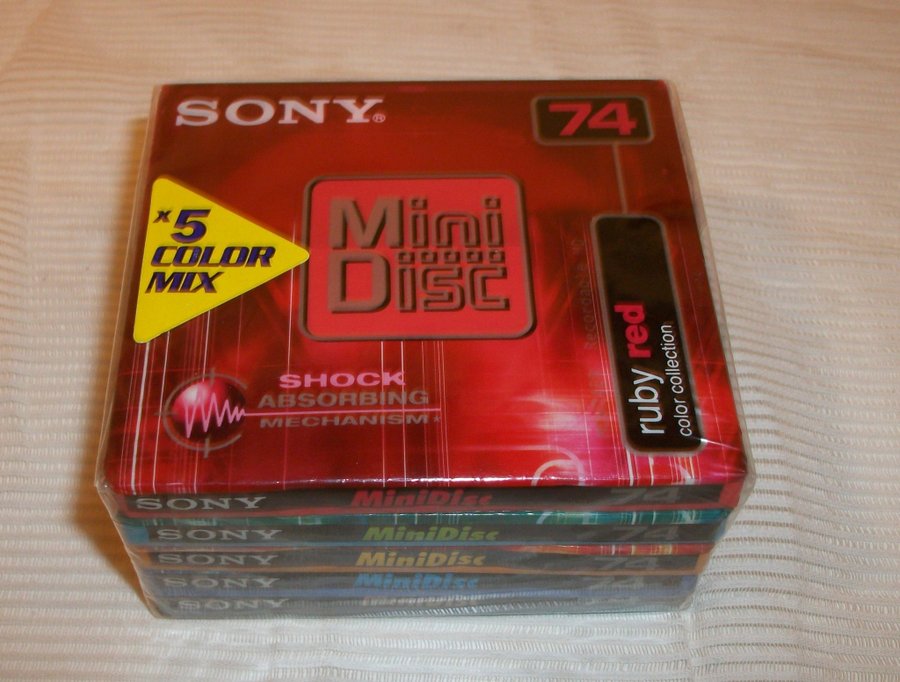 SONY®
74
x5
COLOR
MIX
Mini
Disc
ruby red
color collection
SHOCK
ABSORBING
MECHANISM*
SONY MiniDisc 74
SONY MiniDisc 74
SONY MiniDisc 74
SONY MiniDisc 74
SONY